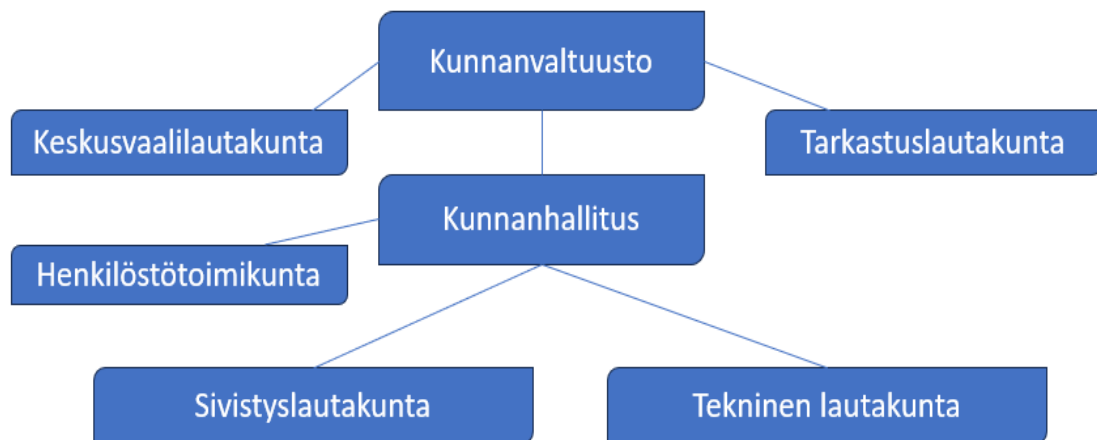 Kunnanvaltuusto
Keskusvaalilautakunta
Tarkastuslautakunta
Kunnanhallitus
Henkilöstötoimikunta
Sivistyslautakunta
Tekninen lautakunta